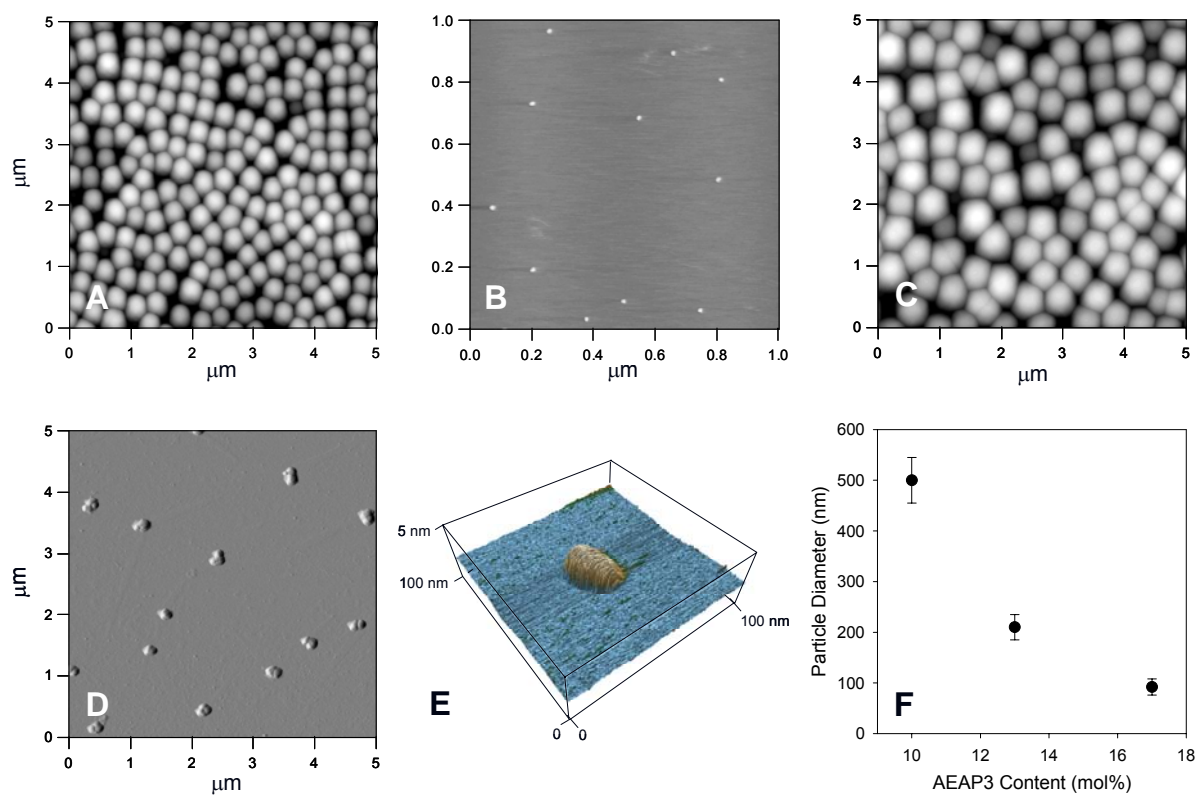 5
4
3
2
1
0
μm
A
0 1 2 3 4 5
μm
1.0
0.8
0.6
0.4
0.2
0.0
B
0.0 0.2 0.4 0.6 0.8 1.0
μm
5
4
3
2
1
0
C
0 1 2 3 4 5
μm
5
4
3
2
1
0
μm
D
0 1 2 3 4 5
μm
5 nm
100 nm
100 nm
E
0 0
600
500
400
300
200
100
0
Particle Diameter (nm)
F
10 12 14 16 18
AEAP3 Content (mol%)